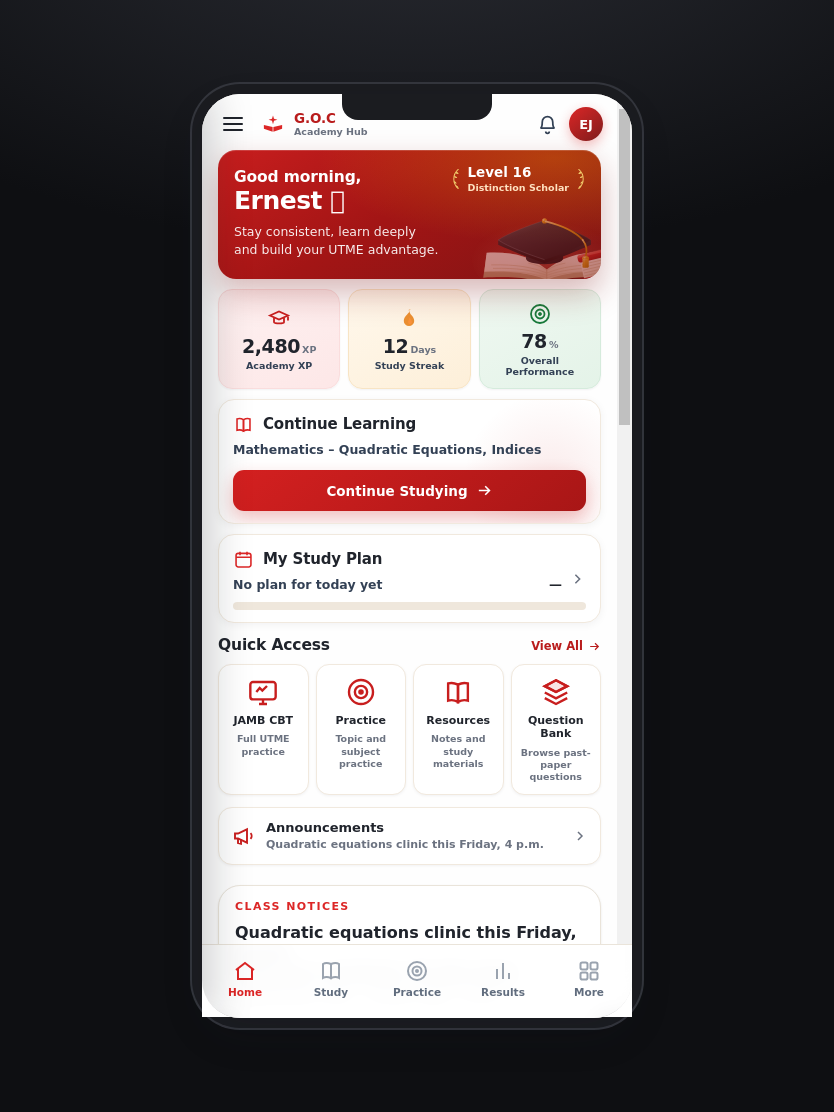 G.O.C
Academy Hub
EJ
Good morning,
Ernest
Level 16
Distinction Scholar
Stay consistent, learn deeply
and build your UTME advantage.
2,480 XP
Academy XP
12 Days
Study Streak
78 %
Overall
Performance
Continue Learning
Mathematics – Quadratic Equations, Indices
Continue Studying →
My Study Plan
No plan for today yet
—
Quick Access
View All →
JAMB CBT
Full UTME
practice
Practice
Topic and
subject
practice
Resources
Notes and
study
materials
Question
Bank
Browse past-
paper
questions
Announcements
Quadratic equations clinic this Friday, 4 p.m.
CLASS NOTICES
Quadratic equations clinic this Friday,
Home
Study
Practice
Results
More